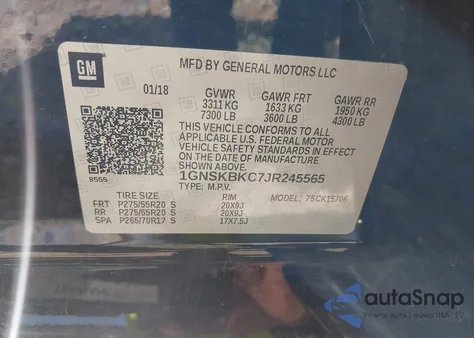 GM
MFD BY GENERAL MOTORS LLC
01/18
GVWR GAWR FRT GAWR RR
3311 KG 1633 KG 1950 KG
7300 LB 3600 LB 4300 LB
THIS VEHICLE CONFORMS TO ALL
APPLICABLE U.S. FEDERAL MOTOR
VEHICLE SAFETY STANDARDS IN EFFECT
ON THE DATE OF MANUFACTURE
SHOWN ABOVE.
8555
1GNSKBKC7JR245565
TYPE: M.P.V. MODEL: 7SCK15706
TIRE SIZE RIM
FRT P275/55R20 S 20X9J
RR P275/55R20 S 20X9J
SPA P265/70R17 S 17X7.5J
autoSnap